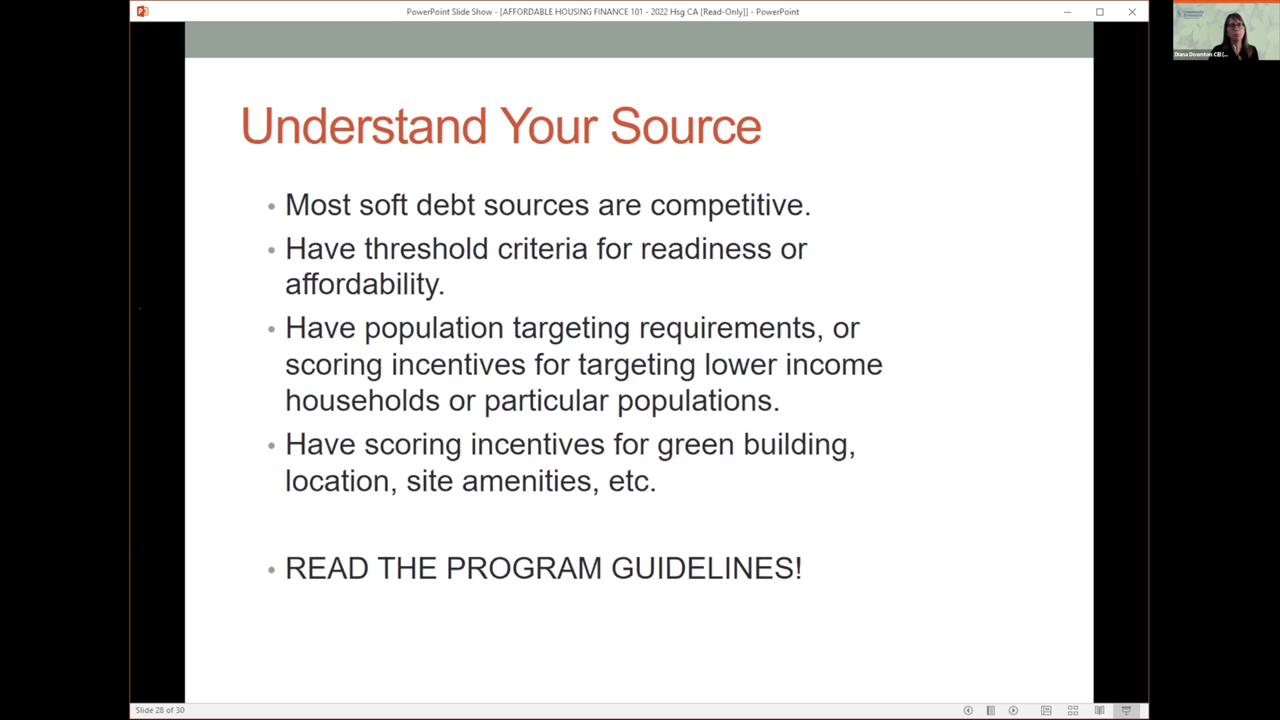 PowerPoint Slide Show - [AFFORDABLE HOUSING FINANCE 101 - 2022 Hsg CA [Read-Only]] - PowerPoint
Understand Your Source
• Most soft debt sources are competitive.
• Have threshold criteria for readiness or
affordability.
• Have population targeting requirements, or
scoring incentives for targeting lower income
households or particular populations.
• Have scoring incentives for green building,
location, site amenities, etc.
• READ THE PROGRAM GUIDELINES!
Slide 28 of 30